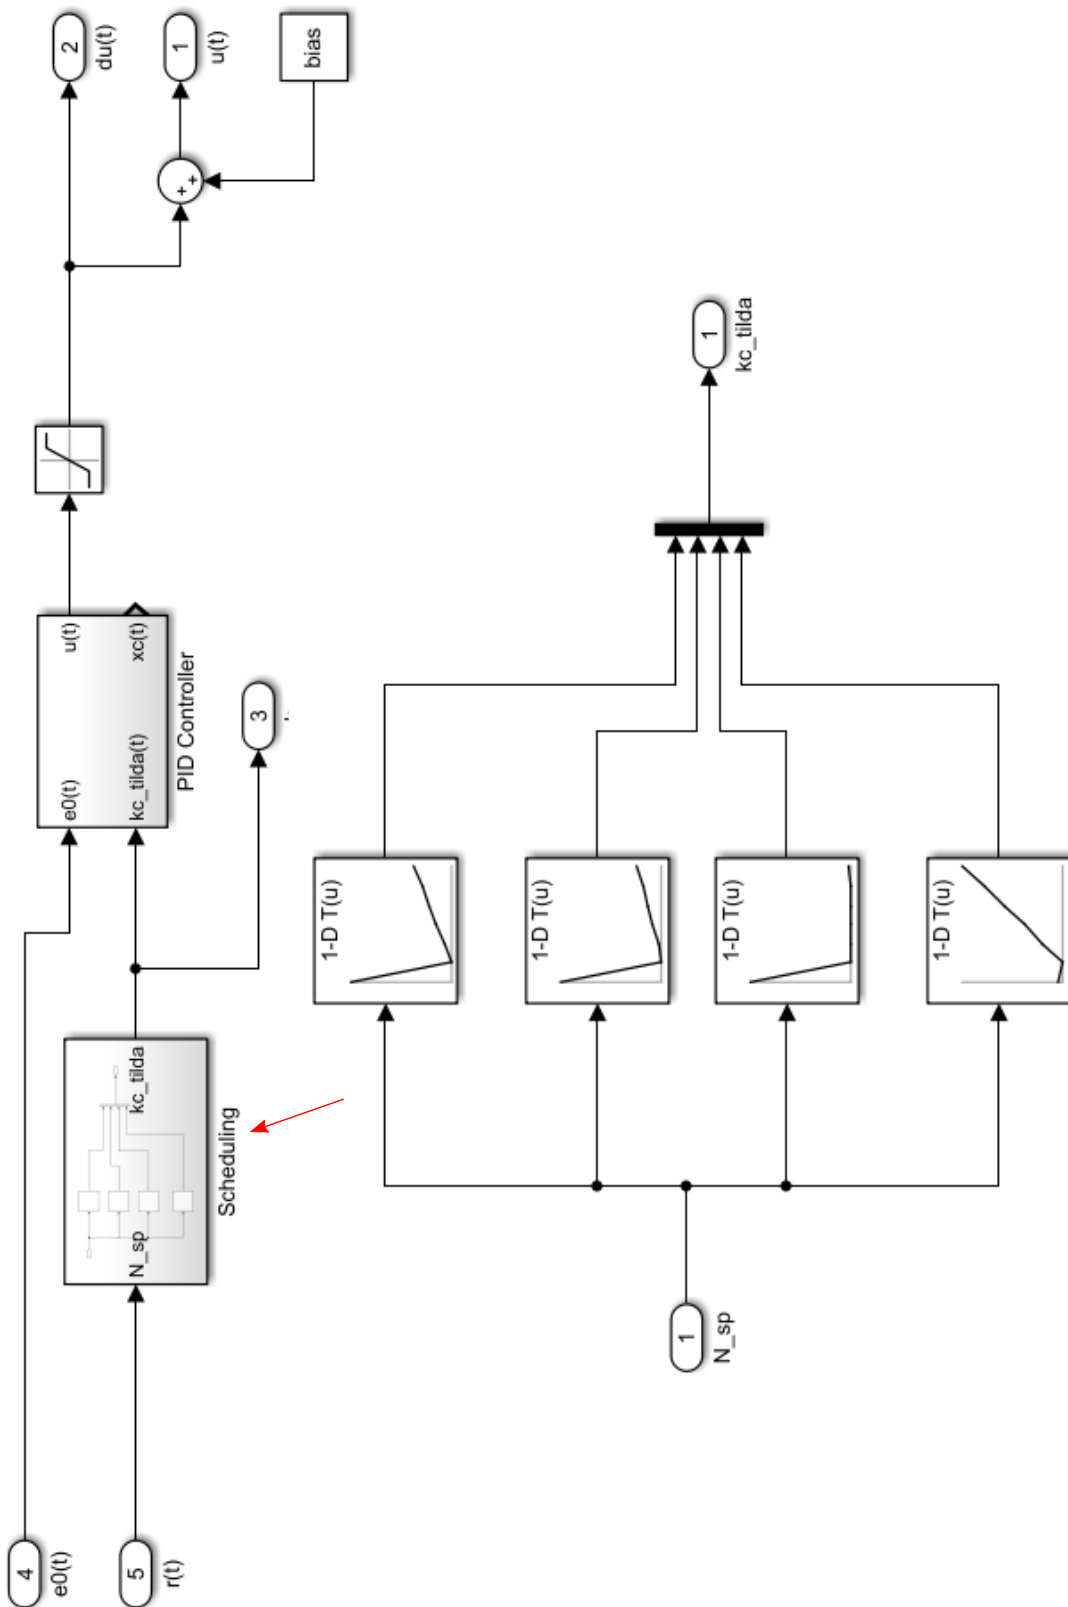 4
e0(t)
5
r(t)
N_sp
kc_tilda
Scheduling
e0(t)
kc_tilda(t)
u(t)
xc(t)
PID Controller
3
2
du(t)
1
u(t)
+
+
bias
1
N_sp
1-D T(u)
1-D T(u)
1-D T(u)
1-D T(u)
1
kc_tilda